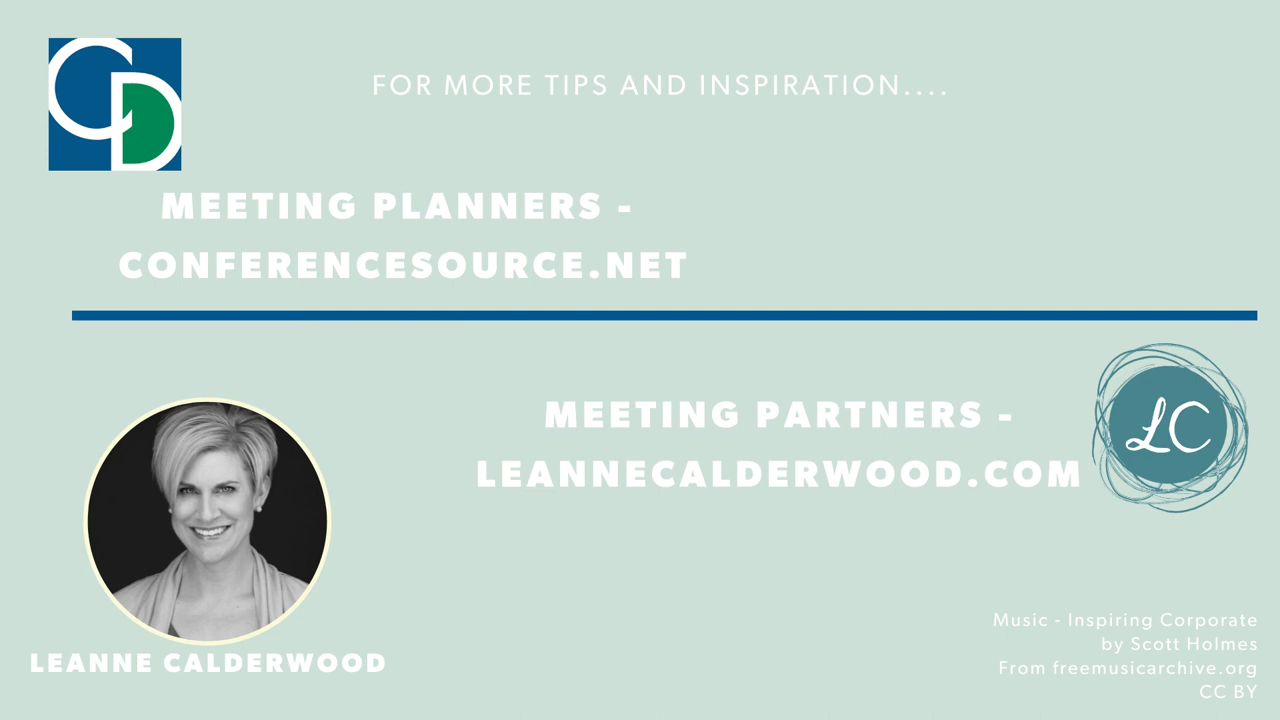 CD
FOR MORE TIPS AND INSPIRATION....
MEETING PLANNERS -
CONFERENCESOURCE.NET
MEETING PARTNERS -
LEANNECALDERWOOD.COM
LC
LEANNE CALDERWOOD
Music - Inspiring Corporate
by Scott Holmes
From freemusicarchive.org
CC BY